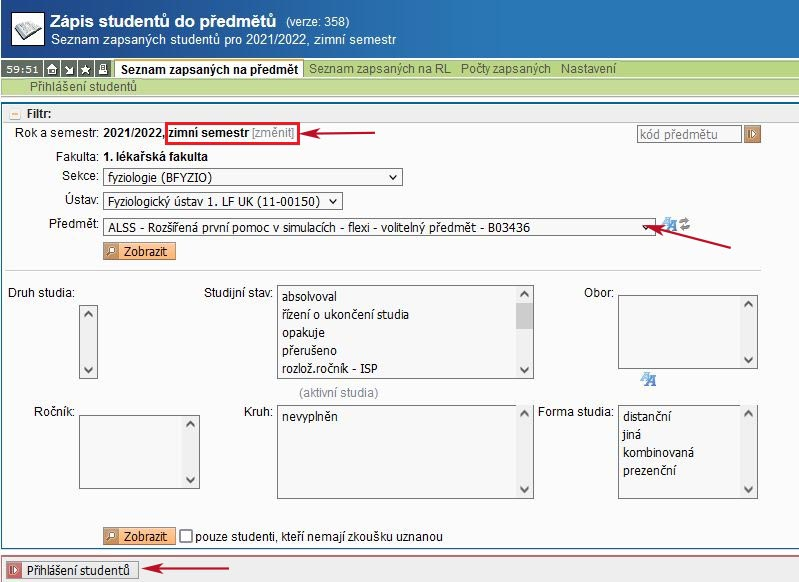 Zápis studentů do předmětů (verze: 358)
Seznam zapsaných studentů pro 2021/2022, zimní semestr
59:51 Seznam zapsaných na předmět Seznam zapsaných na RL Počty zapsaných Nastavení
Přihlášení studentů
Filtr:
Rok a semestr: 2021/2022, zimní semestr [změnit] kód předmětu
Fakulta: 1. lékařská fakulta
Sekce: fyziologie (BFYZIO)
Ústav: Fyziologický ústav 1. LF UK (11-00150)
Předmět: ALSS - Rozšířená první pomoc v simulacích - flexi - volitelný předmět - B03436
Zobrazit
Druh studia: Studijní stav: absolvoval Obor:
řízení o ukončení studia
opakuje
přerušeno
rozlož.ročník - ISP
(aktivní studia)
Ročník: Kruh: nevyplněn Forma studia: distanční
jiná
kombinovaná
prezenční
Zobrazit pouze studenti, kteří nemají zkoušku uznanou
Přihlášení studentů